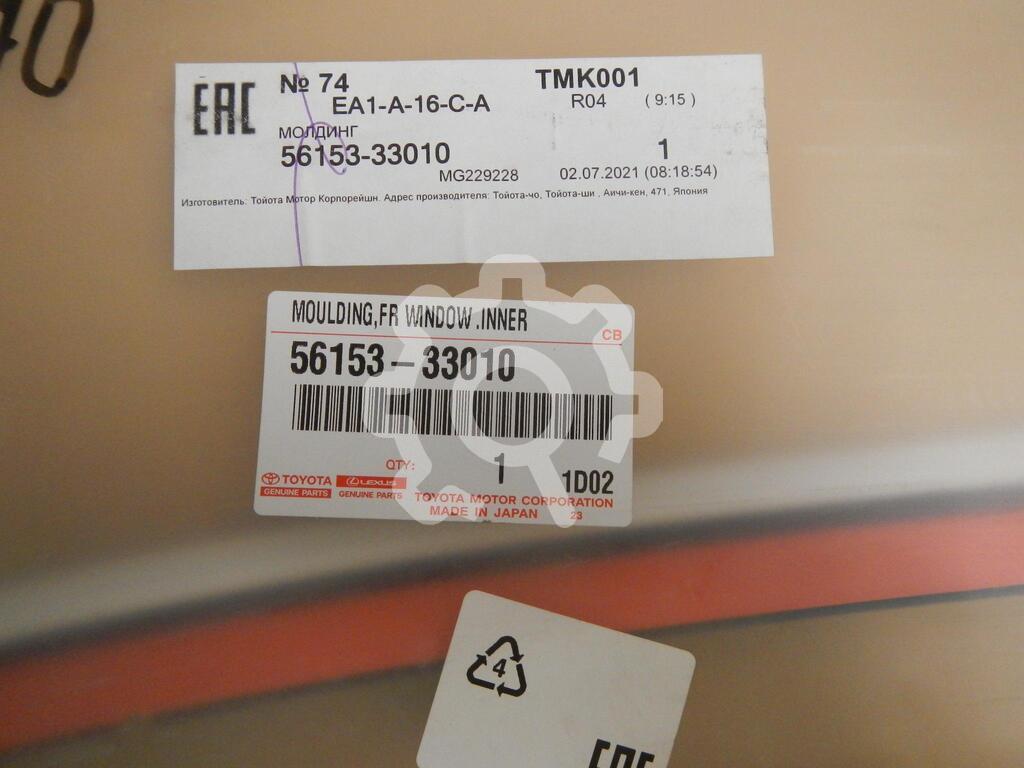 EAC
№ 74
TMK001
EA1-A-16-C-A
R04 ( 9:15 )
МОЛДИНГ
56153-33010
1
MG229228
02.07.2021 (08:18:54)
Изготовитель: Тойота Мотор Корпорейшн. Адрес производителя: Тойота-чо, Тойота-ши , Аичи-кен, 471, Япония
MOULDING,FR WINDOW .INNER
CB
56153-33010
QTY:
1
1D02
TOYOTA
LEXUS
GENUINE PARTS
GENUINE PARTS
TOYOTA MOTOR CORPORATION
MADE IN JAPAN 23
4
EAC